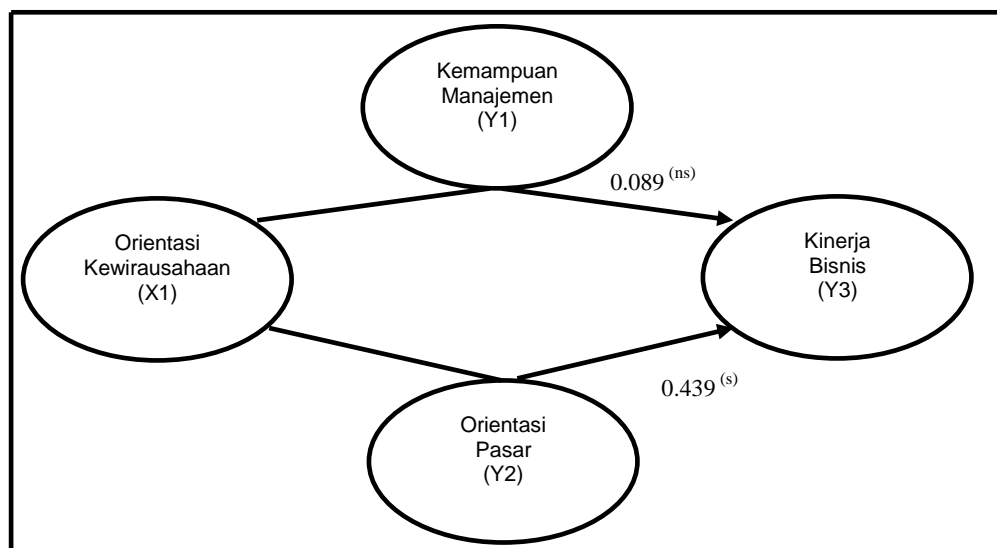 Kemampuan
Manajemen
(Y1)
0.089 (ns)
Orientasi
Kewirausahaan
(X1)
Kinerja
Bisnis
(Y3)
0.439 (s)
Orientasi
Pasar
(Y2)